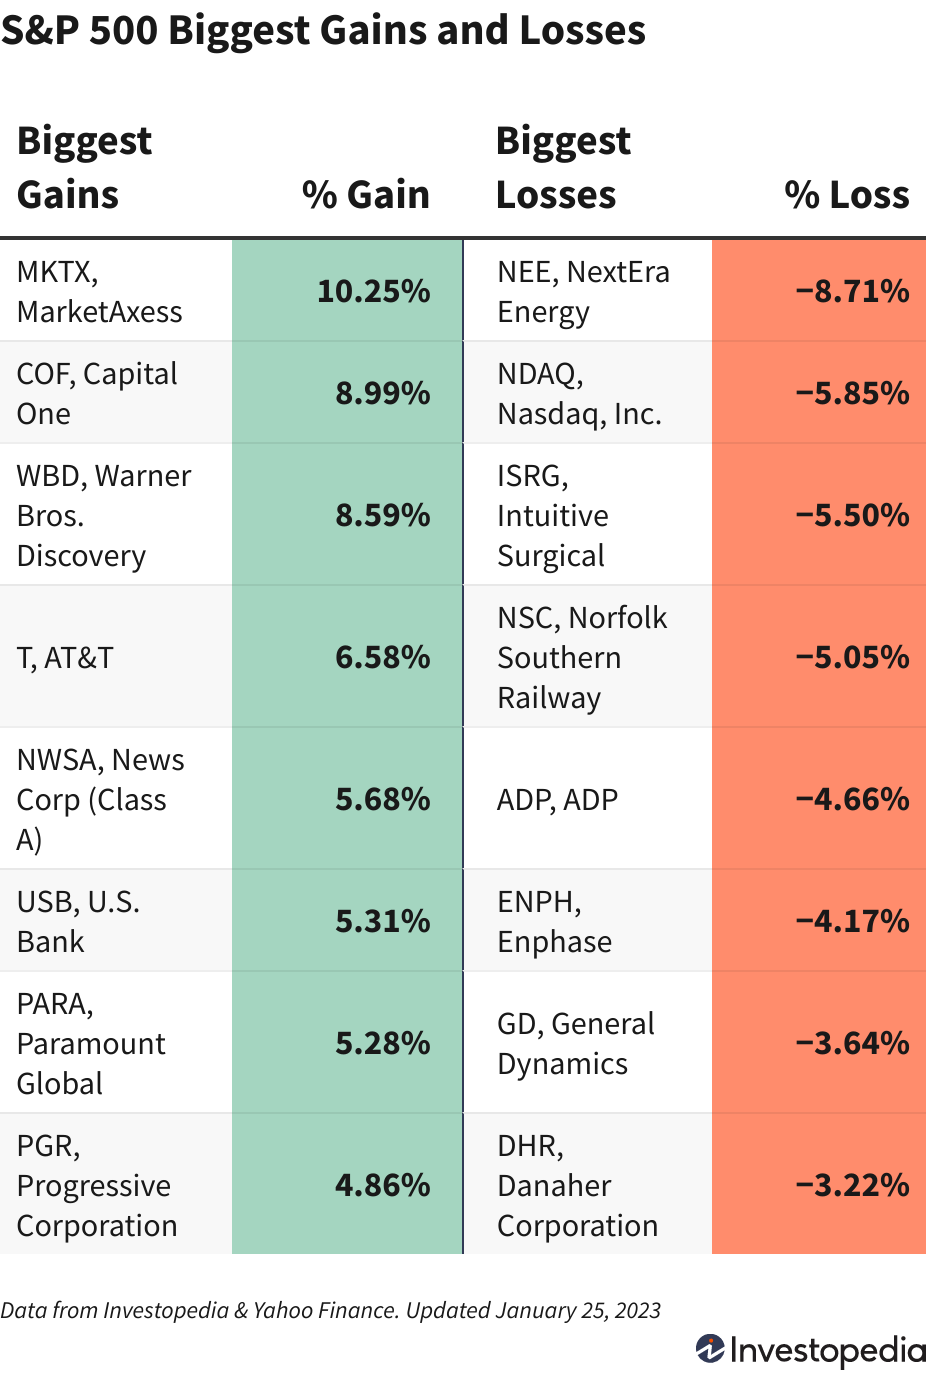 S&P 500 Biggest Gains and Losses
Biggest
Gains
% Gain
Biggest
Losses
% Loss
MKTX,
MarketAxess
10.25%
NEE, NextEra
Energy
−8.71%
COF, Capital
One
8.99%
NDAQ,
Nasdaq, Inc.
−5.85%
WBD, Warner
Bros.
Discovery
8.59%
ISRG,
Intuitive
Surgical
−5.50%
T, AT&T
6.58%
NSC, Norfolk
Southern
Railway
−5.05%
NWSA, News
Corp (Class
A)
5.68%
ADP, ADP
−4.66%
USB, U.S.
Bank
5.31%
ENPH,
Enphase
−4.17%
PARA,
Paramount
Global
5.28%
GD, General
Dynamics
−3.64%
PGR,
Progressive
Corporation
4.86%
DHR,
Danaher
Corporation
−3.22%
Data from Investopedia & Yahoo Finance. Updated January 25, 2023
Investopedia